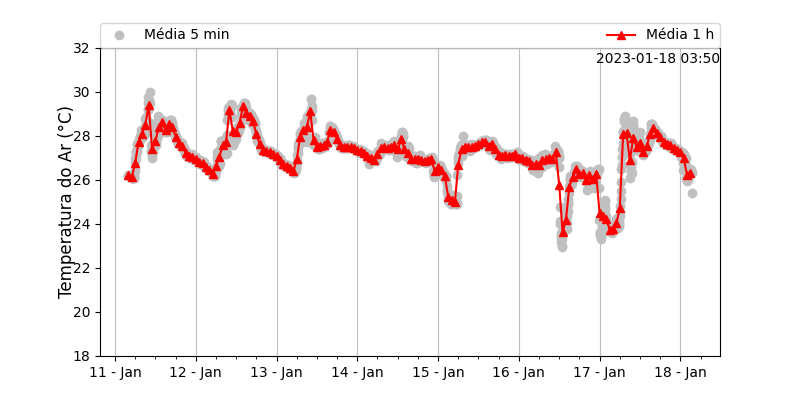 Média 5 min
Média 1 h
2023-01-18 03:50
Temperatura do Ar (°C)
32
30
28
26
24
22
20
18
11 - Jan
12 - Jan
13 - Jan
14 - Jan
15 - Jan
16 - Jan
17 - Jan
18 - Jan